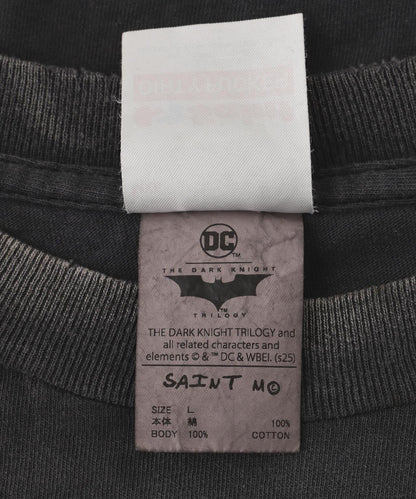 DC
THE DARK KNIGHT
TRILOGY
THE DARK KNIGHT TRILOGY and
all related characters and
elements © & ™ DC & WBEI. (s25)
SAINT M©
SIZE L
本体 綿 100%
BODY 100% COTTON